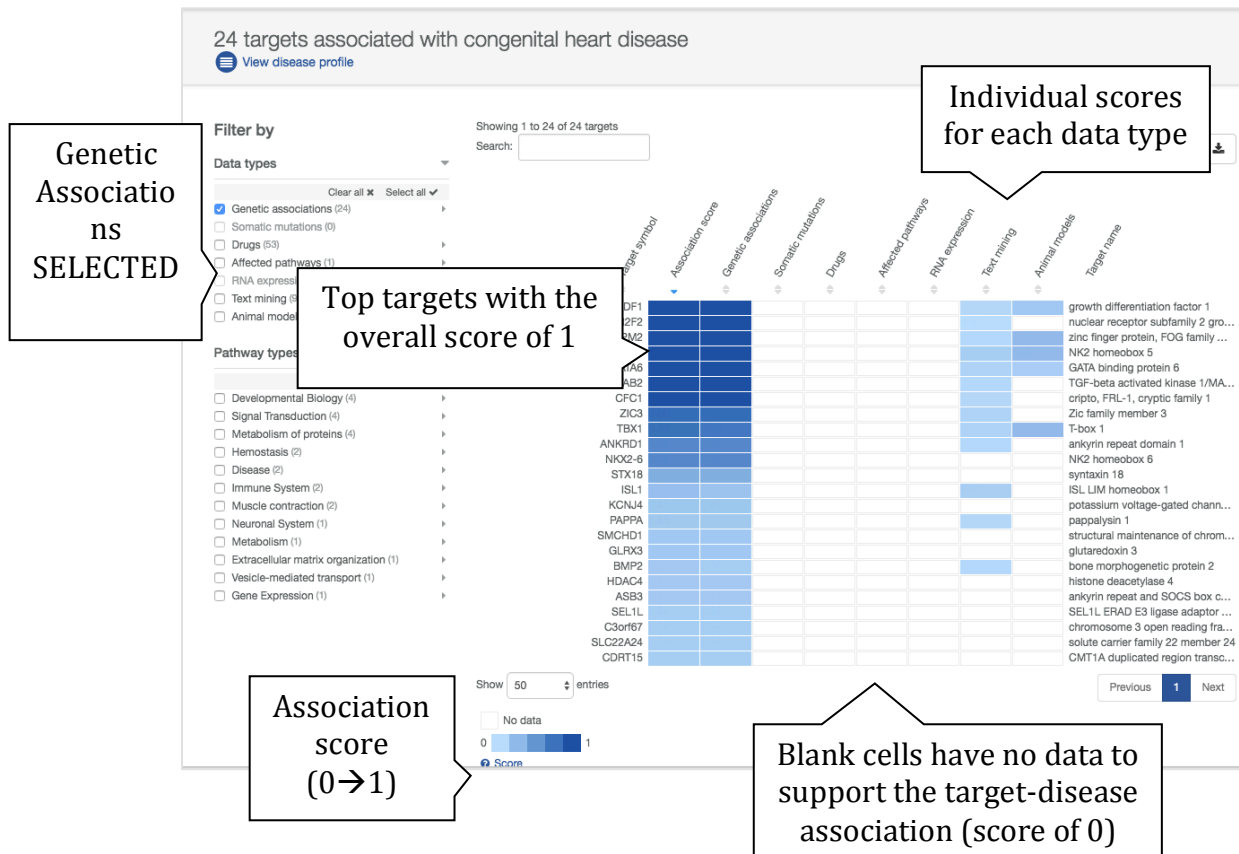 24 targets associated with congenital heart disease
View disease profile
Individual scores
for each data type
Genetic
Associatio
ns
SELECTED
Filter by
Data types
Clear all ✖ Select all ✔
Genetic associations (24)
Somatic mutations (0)
Drugs (53)
Affected pathways (1)
RNA expressi
Text mining (9
Animal model
Pathway types
Developmental Biology (4)
Signal Transduction (4)
Metabolism of proteins (4)
Hemostasis (2)
Disease (2)
Immune System (2)
Muscle contraction (2)
Neuronal System (1)
Metabolism (1)
Extracellular matrix organization (1)
Vesicle-mediated transport (1)
Gene Expression (1)
Showing 1 to 24 of 24 targets
Search:
Top targets with the
overall score of 1
symbol
Association score
Genetic associations
Somatic mutations
Drugs
Affected pathways
RNA expression
Text mining
Animal models
Target name
DF1 growth differentiation factor 1
2F2 nuclear receptor subfamily 2 gro...
zinc finger protein, FOG family ...
NK2 homeobox 5
GATA binding protein 6
AB2 TGF-beta activated kinase 1/MA...
CFC1 cripto, FRL-1, cryptic family 1
ZIC3 Zic family member 3
TBX1 T-box 1
ANKRD1 ankyrin repeat domain 1
NKX2-6 NK2 homeobox 6
STX18 syntaxin 18
ISL1 ISL LIM homeobox 1
KCNJ4 potassium voltage-gated chann...
PAPPA pappalysin 1
SMCHD1 structural maintenance of chrom...
GLRX3 glutaredoxin 3
BMP2 bone morphogenetic protein 2
HDAC4 histone deacetylase 4
ASB3 ankyrin repeat and SOCS box c...
SEL1L SEL1L ERAD E3 ligase adaptor ...
C3orf67 chromosome 3 open reading fra...
SLC22A24 solute carrier family 22 member 24
CDRT15 CMT1A duplicated region transc...
Show 50 entries
Previous 1 Next
No data
0 1
Score
Association
score
(0→1)
Blank cells have no data to
support the target-disease
association (score of 0)